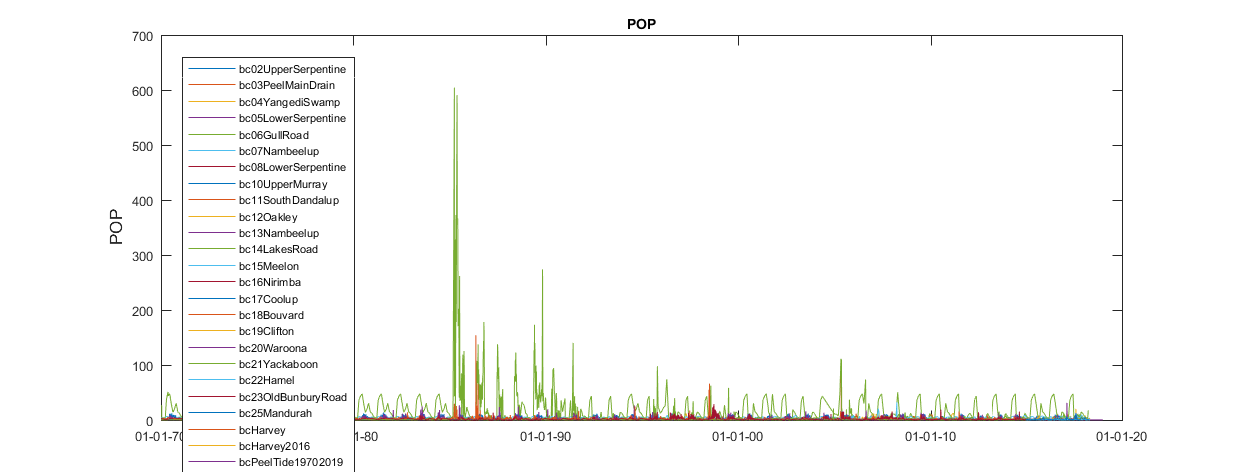 POP
700
600
500
400
300
200
100
0
POP
bc02UpperSerpentine
bc03PeelMainDrain
bc04YangediSwamp
bc05LowerSerpentine
bc06GullRoad
bc07Nambeelup
bc08LowerSerpentine
bc10UpperMurray
bc11SouthDandalup
bc12Oakley
bc13Nambeelup
bc14LakesRoad
bc15Meelon
bc16Nirimba
bc17Coolup
bc18Bouvard
bc19Clifton
bc20Waroona
bc21Yackaboon
bc22Hamel
bc23OldBunburyRoad
bc25Mandurah
bcHarvey
bcHarvey2016
bcPeelTide19702019
01-01-70 1-80 01-01-90 01-01-00 01-01-10 01-01-20